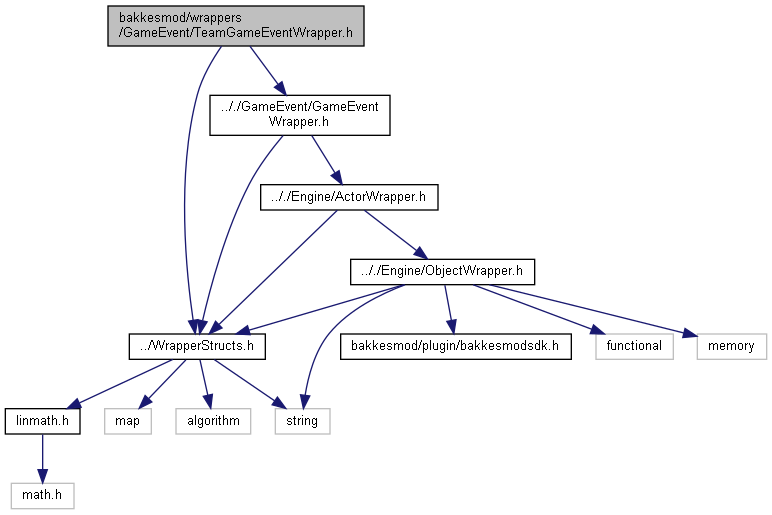 bakkesmod/wrappers
/GameEvent/TeamGameEventWrapper.h
.././GameEvent/GameEvent
Wrapper.h
.././Engine/ActorWrapper.h
.././Engine/ObjectWrapper.h
../WrapperStructs.h
bakkesmod/plugin/bakkesmodsdk.h
functional
memory
linmath.h
map
algorithm
string
math.h